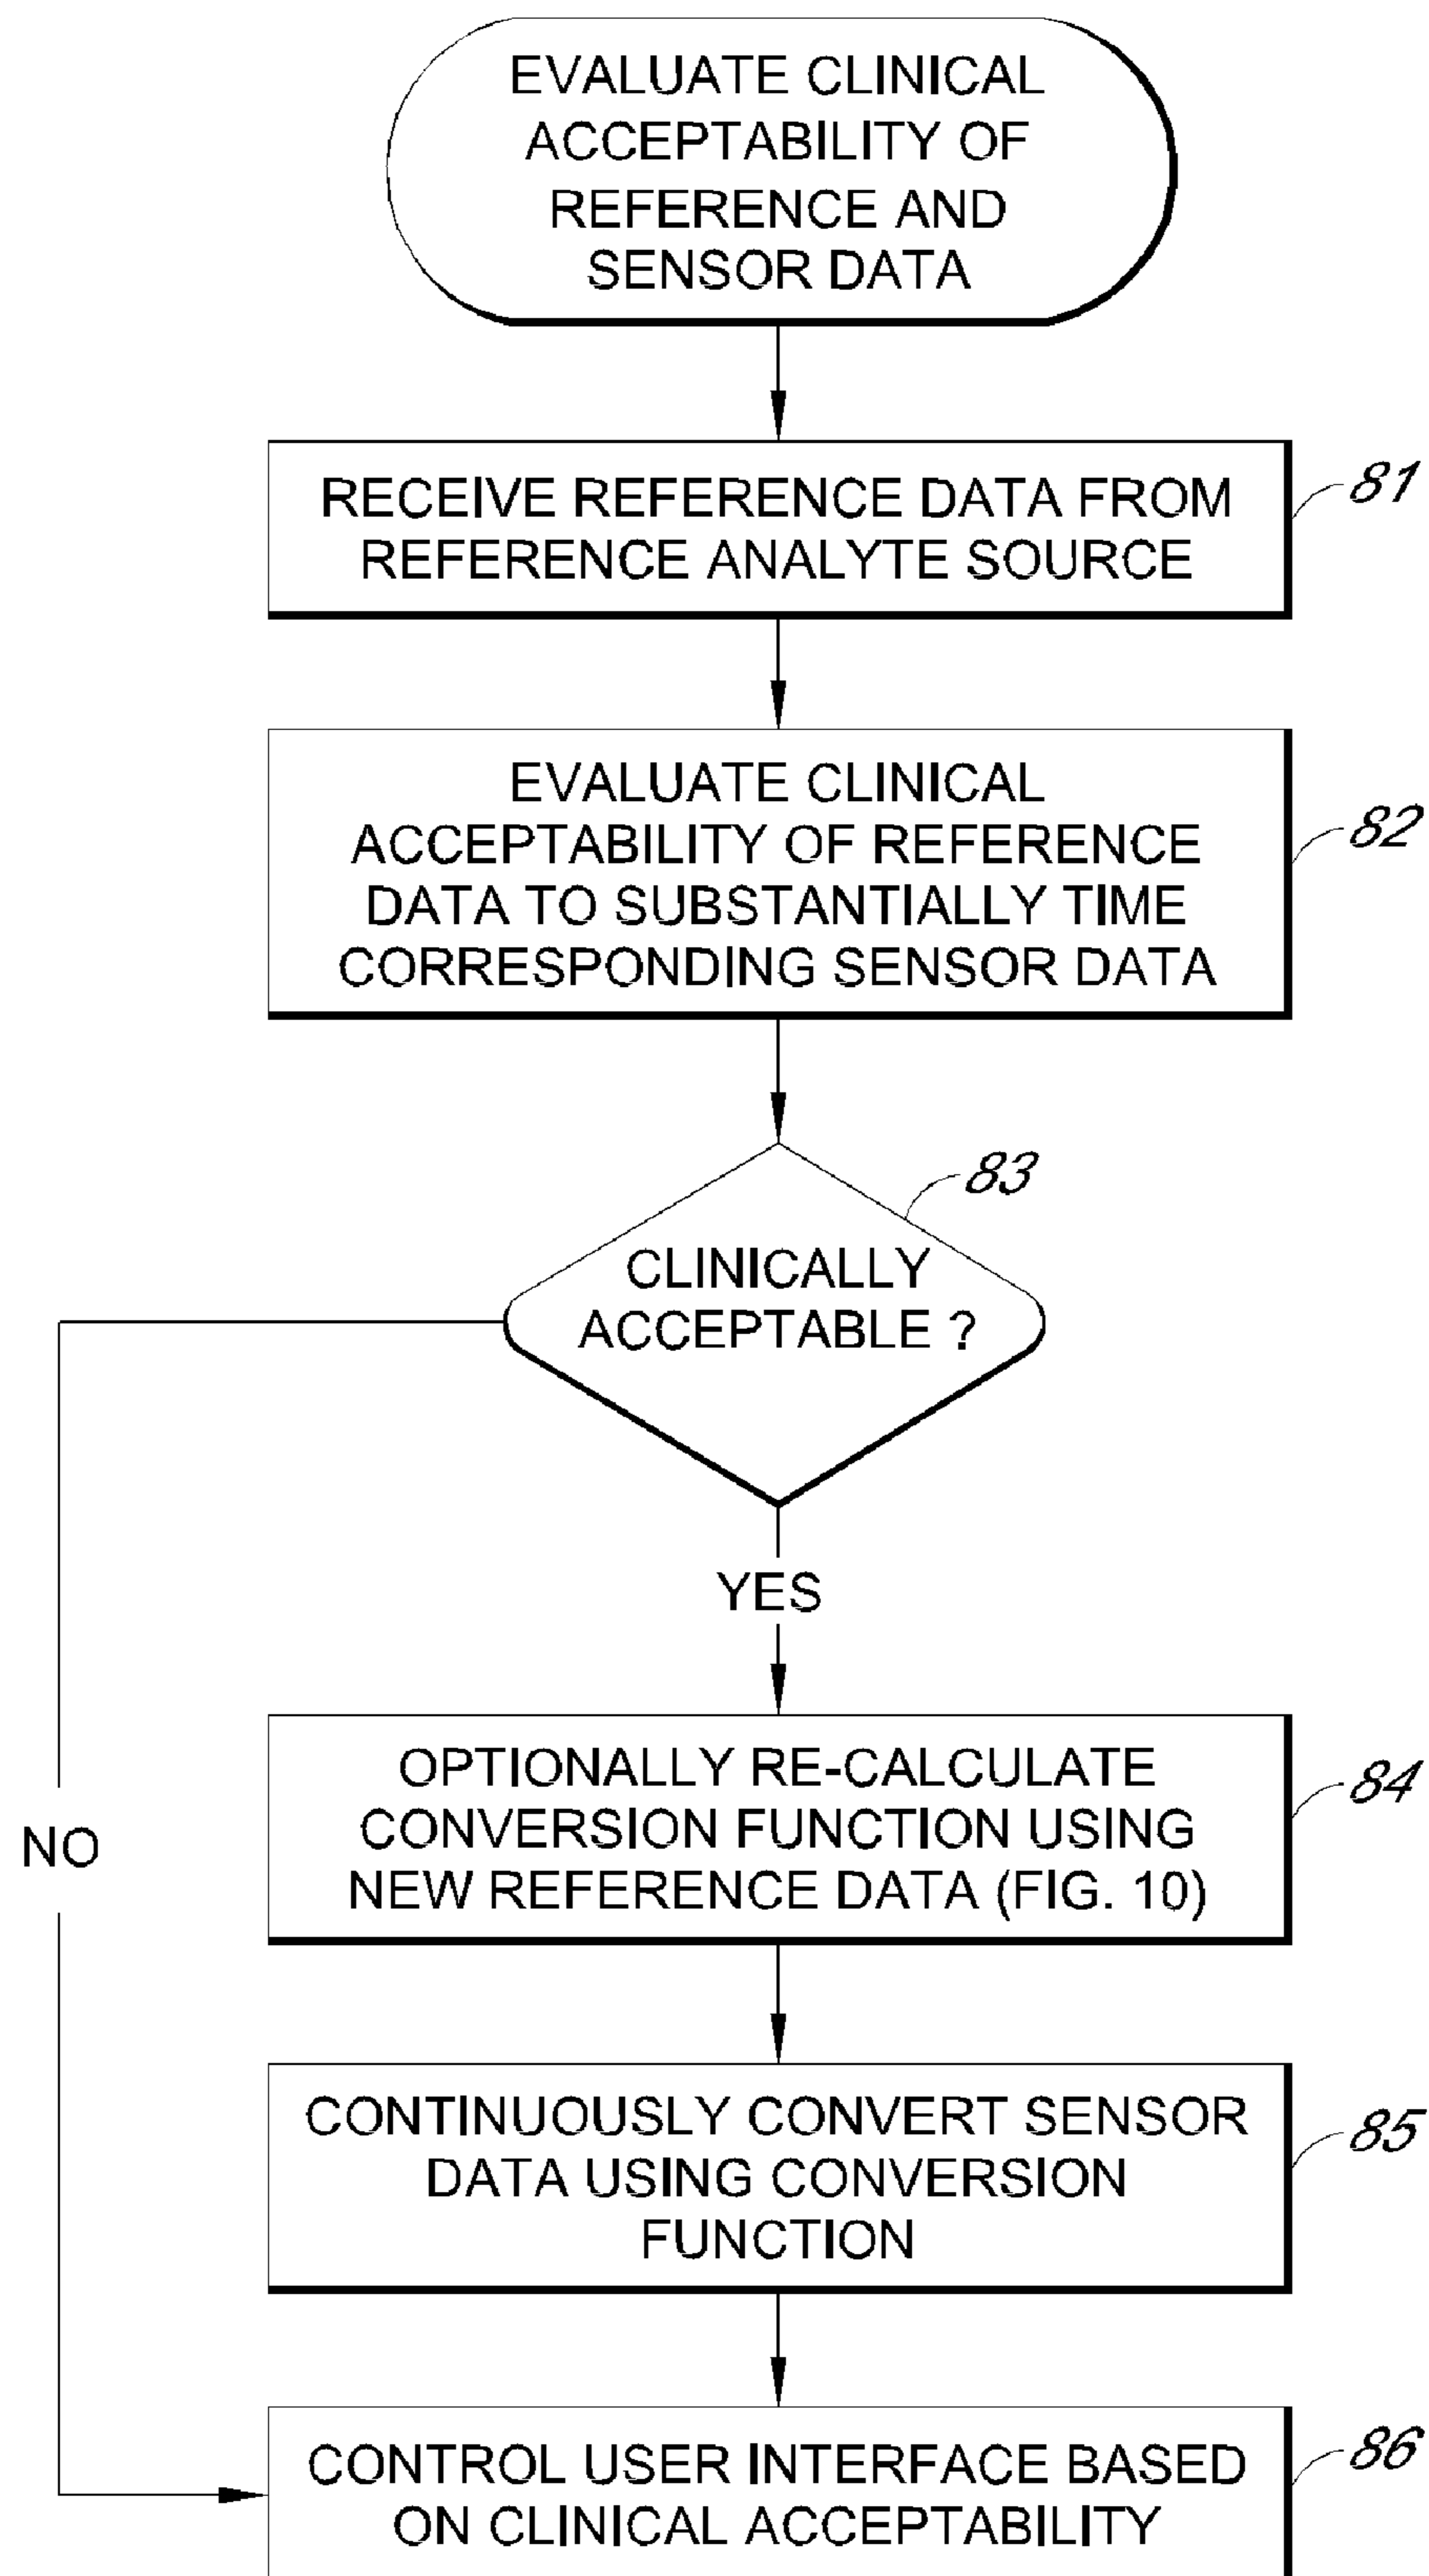 EVALUATE CLINICAL
ACCEPTABILITY OF
REFERENCE AND
SENSOR DATA
RECEIVE REFERENCE DATA FROM
REFERENCE ANALYTE SOURCE
81
EVALUATE CLINICAL
ACCEPTABILITY OF REFERENCE
DATA TO SUBSTANTIALLY TIME
CORRESPONDING SENSOR DATA
82
83
CLINICALLY
ACCEPTABLE ?
YES
NO
OPTIONALLY RE-CALCULATE
CONVERSION FUNCTION USING
NEW REFERENCE DATA (FIG. 10)
84
CONTINUOUSLY CONVERT SENSOR
DATA USING CONVERSION
FUNCTION
85
CONTROL USER INTERFACE BASED
ON CLINICAL ACCEPTABILITY
86